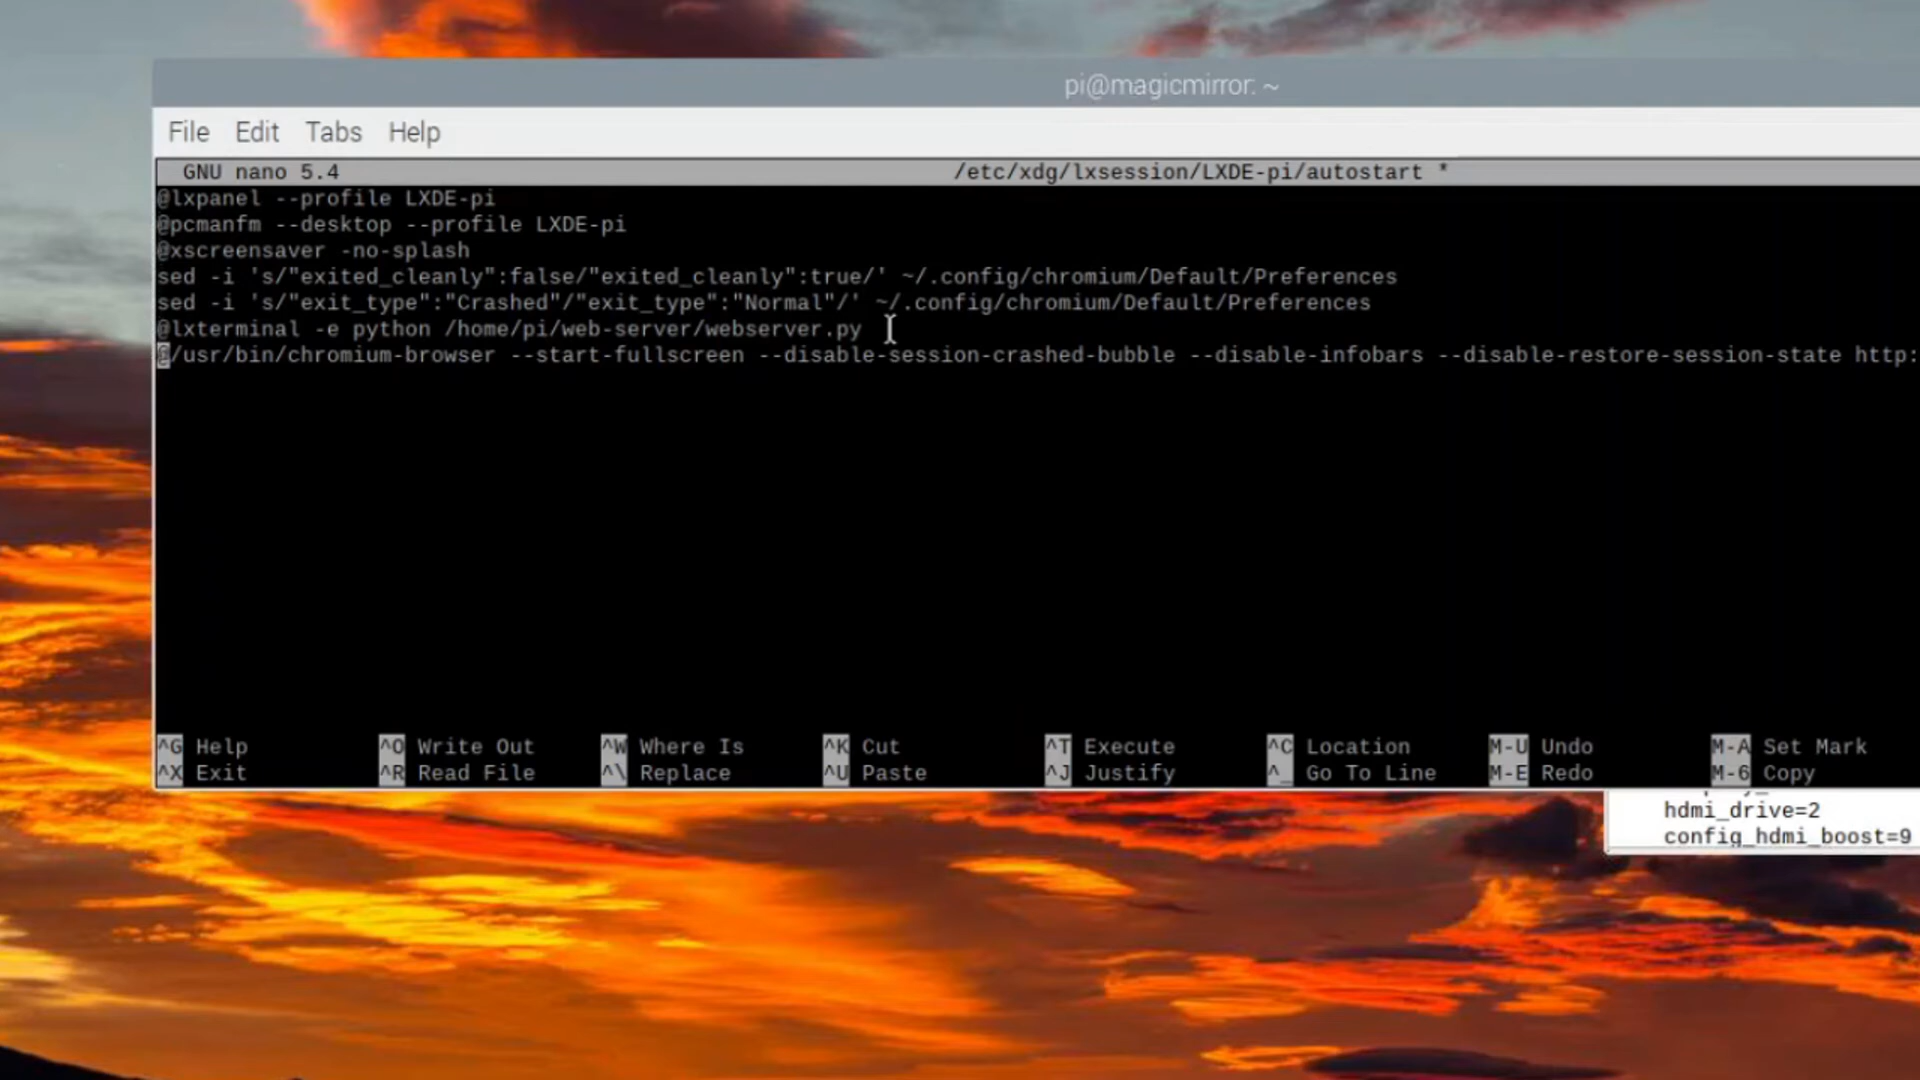 pi@magicmirror: ~
File Edit Tabs Help
GNU nano 5.4 /etc/xdg/lxsession/LXDE-pi/autostart *
@lxpanel --profile LXDE-pi
@pcmanfm --desktop --profile LXDE-pi
@xscreensaver -no-splash
sed -i 's/"exited_cleanly":false/"exited_cleanly":true/' ~/.config/chromium/Default/Preferences
sed -i 's/"exit_type":"Crashed"/"exit_type":"Normal"/' ~/.config/chromium/Default/Preferences
@lxterminal -e python /home/pi/web-server/webserver.py
@/usr/bin/chromium-browser --start-fullscreen --disable-session-crashed-bubble --disable-infobars --disable-restore-session-state http:
^G Help ^O Write Out ^W Where Is ^K Cut ^T Execute ^C Location M-U Undo M-A Set Mark
^X Exit ^R Read File ^\ Replace ^U Paste ^J Justify ^_ Go To Line M-E Redo M-6 Copy
hdmi_drive=2
config_hdmi_boost=9